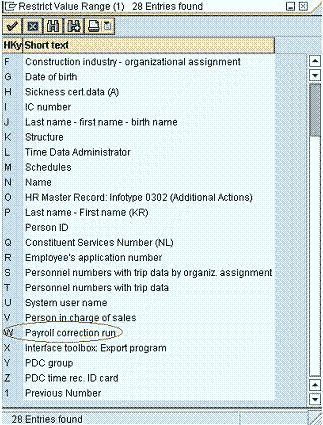 Restrict Value Range (1) 28 Entries found
HKy Short text
F Construction industry - organizational assignment
G Date of birth
H Sickness cert.data (A)
I IC number
J Last name - first name - birth name
K Structure
L Time Data Administrator
M Schedules
N Name
O HR Master Record: Infotype 0302 (Additional Actions)
P Last name - First name (KR)
Person ID
Q Constituent Services Number (NL)
R Employee's application number
S Personnel numbers with trip data by organiz. assignment
T Personnel numbers with trip data
U System user name
V Person in charge of sales
W Payroll correction run
X Interface toolbox: Export program
Y PDC group
Z PDC time rec. ID card
1 Previous Number
28 Entries found